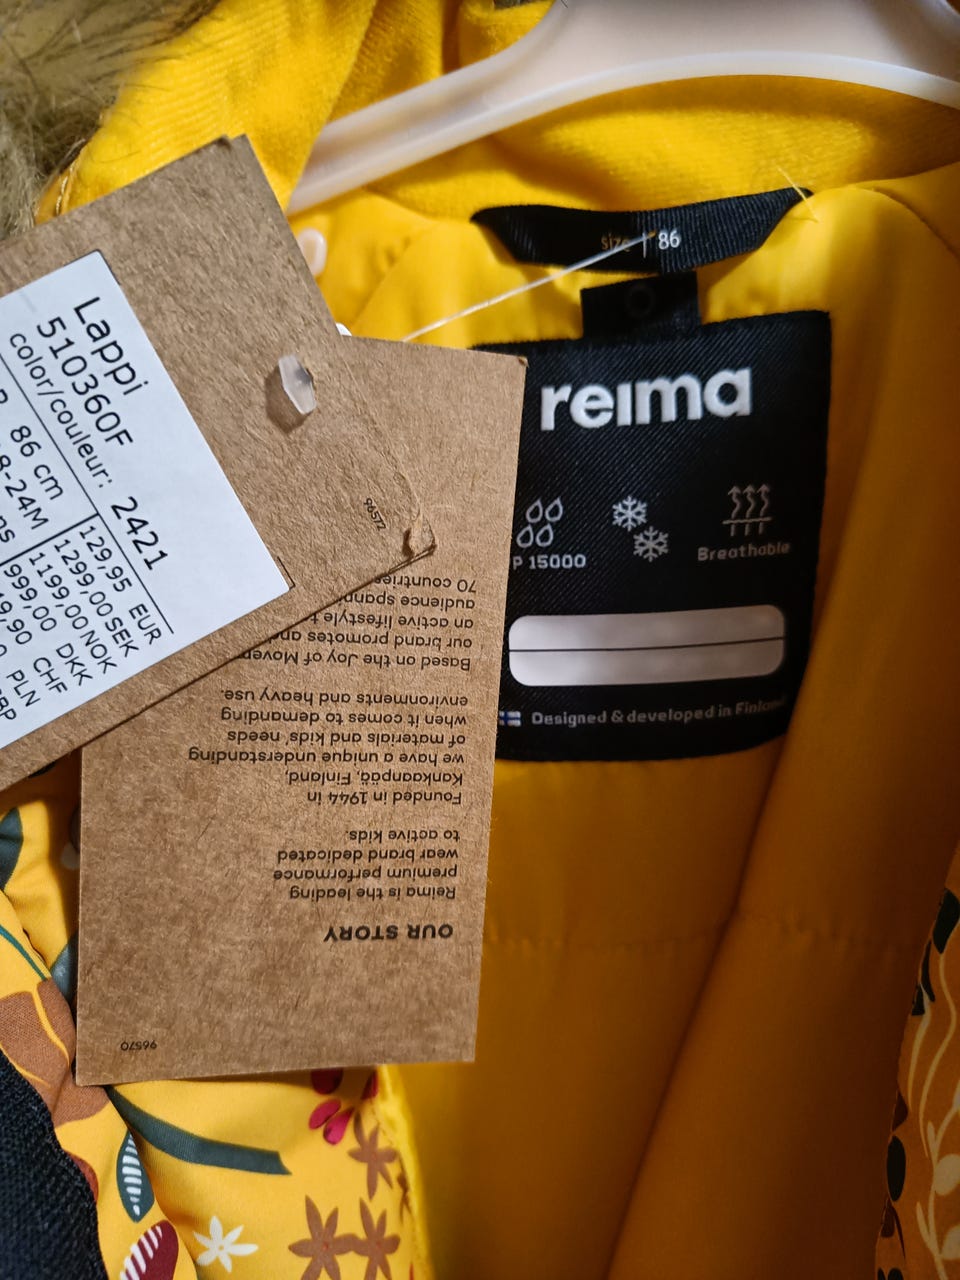 Lappi
510360F
color/couleur: 2421
86 cm
8-24M
129,95 EUR
1299,00 SEK
1199,00 NOK
999,00 DKK
CHF
PLN
96572
size | 86
reima
15000
Breathable
Designed & developed in Finland
OUR STORY
Reima is the leading
premium performance
wear brand dedicated
to active kids.
Founded in 1944 in
Kankaanpää, Finland,
we have a unique understanding
of materials and kids' needs
when it comes to demanding
environments and heavy use.
Based on the Joy of
our brand promotes and
an active lifestyle
audience
70 countries
96570